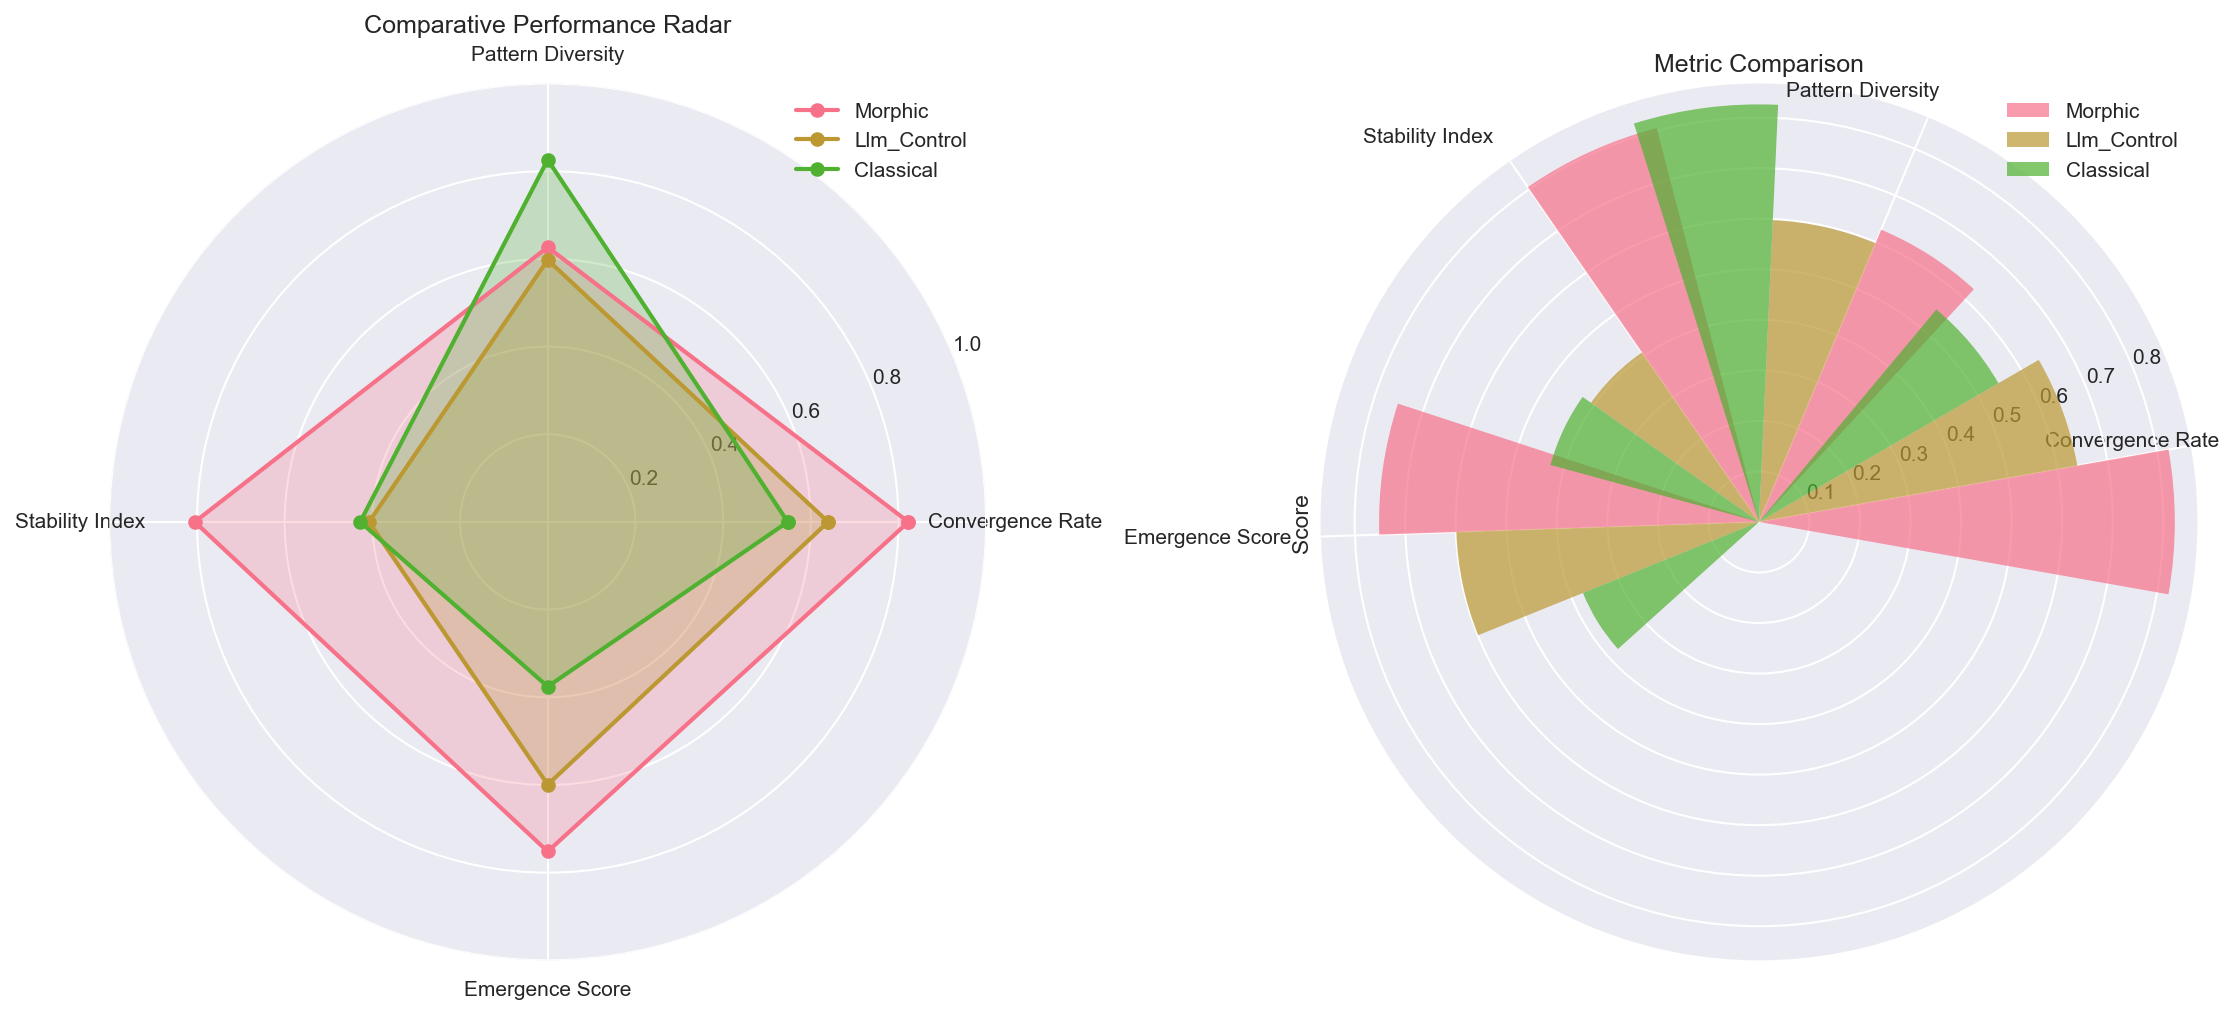 Comparative Performance Radar
Pattern Diversity
Morphic
Llm_Control
Classical
1.0
0.8
0.6
0.4
0.2
Stability Index
Convergence Rate
Emergence Score
Metric Comparison
Pattern Diversity
Stability Index
Morphic
Llm_Control
Classical
0.8
0.7
0.6
0.5
0.4
0.3
0.2
0.1
Convergence Rate
Emergence Score
Score